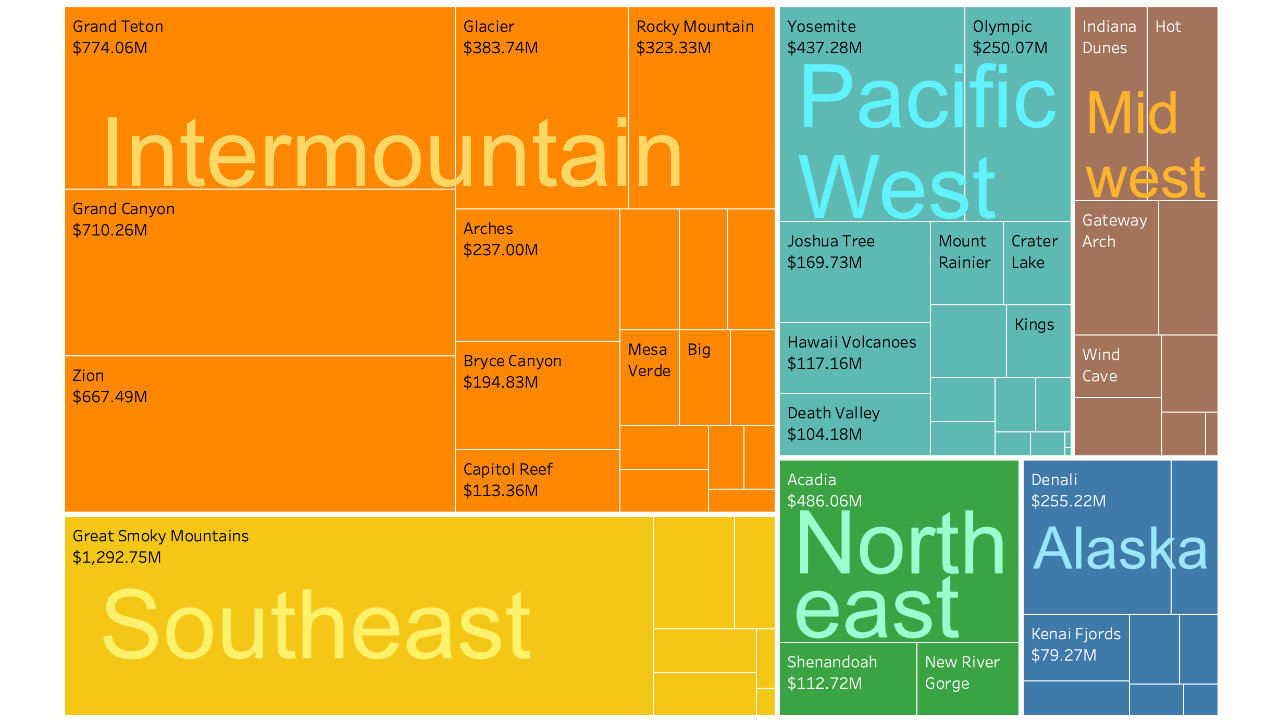 Grand Teton
$774.06M
Intermountain
Grand Canyon
$710.26M
Zion
$667.49M
Glacier
$383.74M
Rocky Mountain
$323.33M
Arches
$237.00M
Bryce Canyon
$194.83M
Capitol Reef
$113.36M
Mesa
Verde
Big
Great Smoky Mountains
$1,292.75M
Southeast
Yosemite
$437.28M
Olympic
$250.07M
Pacific
West
Joshua Tree
$169.73M
Mount
Rainier
Crater
Lake
Hawaii Volcanoes
$117.16M
Kings
Death Valley
$104.18M
Indiana
Dunes
Hot
Mid
west
Gateway
Arch
Wind
Cave
Acadia
$486.06M
North
east
Shenandoah
$112.72M
New River
Gorge
Denali
$255.22M
Alaska
Kenai Fjords
$79.27M